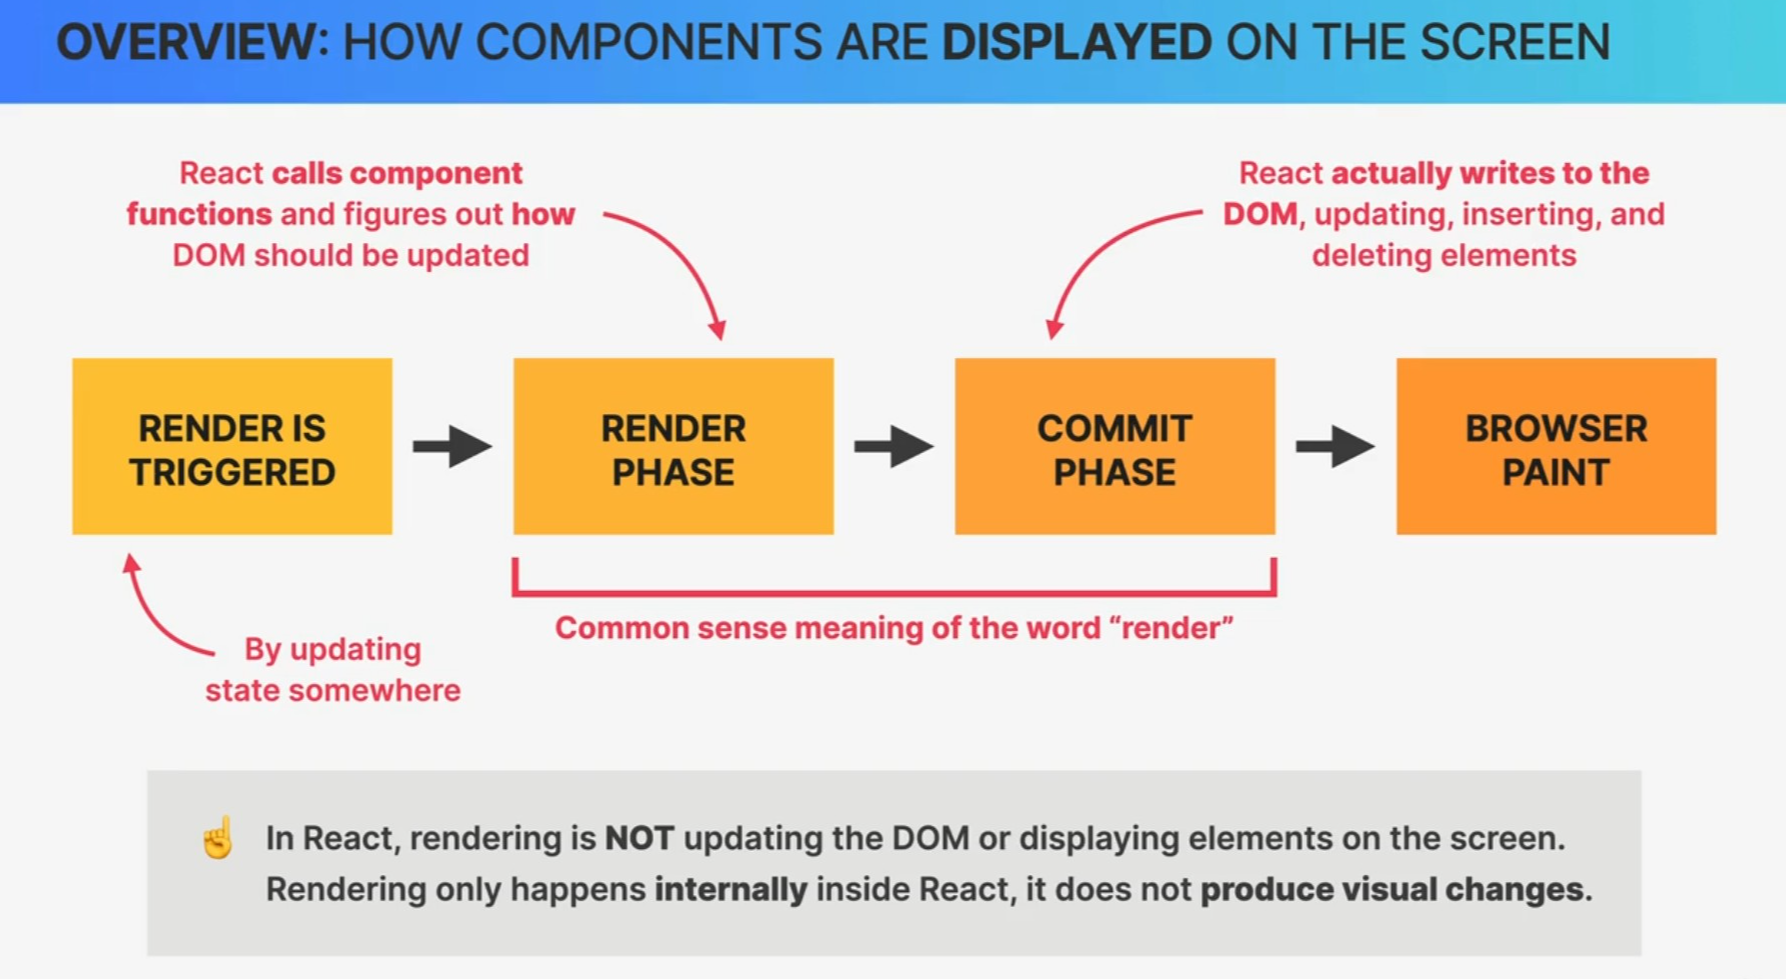 OVERVIEW: HOW COMPONENTS ARE DISPLAYED ON THE SCREEN
React calls component
functions and figures out how
DOM should be updated
React actually writes to the
DOM, updating, inserting, and
deleting elements
RENDER IS
TRIGGERED
RENDER
PHASE
COMMIT
PHASE
BROWSER
PAINT
By updating
state somewhere
Common sense meaning of the word “render”
☝️ In React, rendering is NOT updating the DOM or displaying elements on the screen.
Rendering only happens internally inside React, it does not produce visual changes.